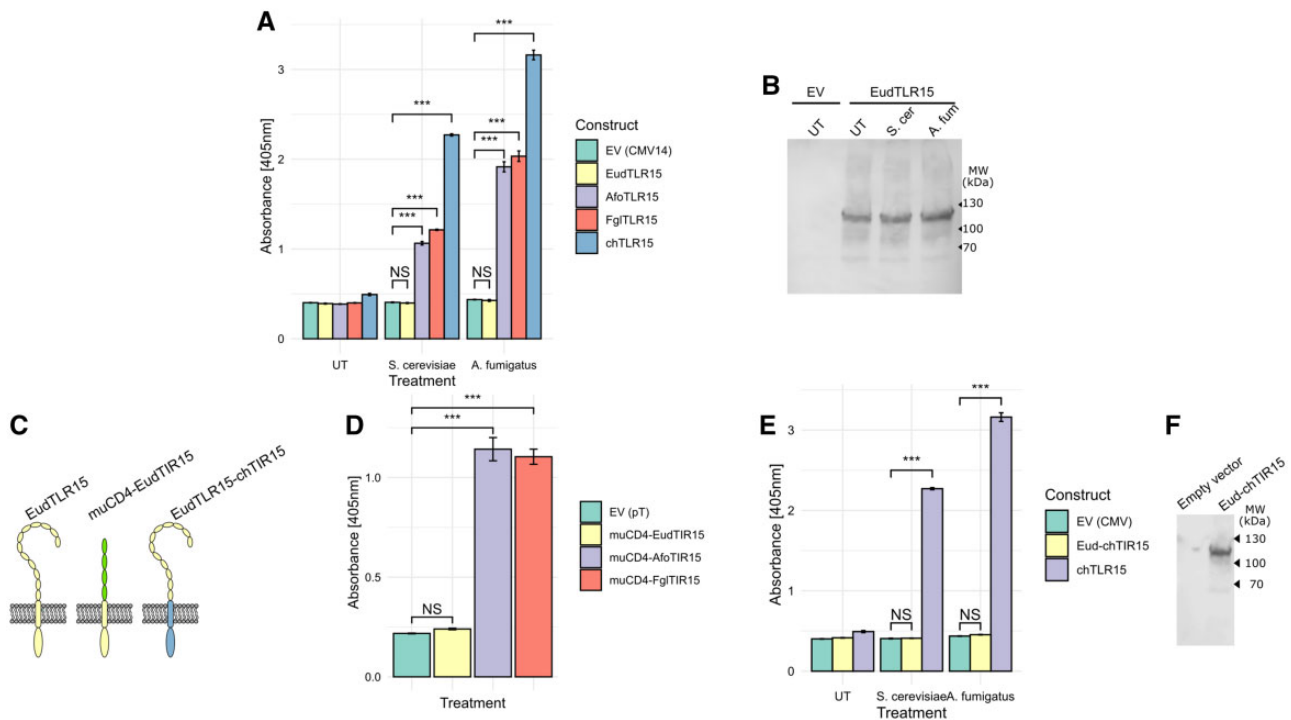 A
Absorbance [405nm]
3
2
1
0
***
***
***
***
***
***
NS
NS
UT
S. cerevisiae
A. fumigatus
Treatment
Construct
EV (CMV14)
EudTLR15
AfoTLR15
FglTLR15
chTLR15
B
EV
EudTLR15
UT
UT
S. cer
A. fum
MW
(kDa)
130
100
70
C
EudTLR15
muCD4-EudTIR15
EudTLR15-chTIR15
D
Absorbance [405nm]
1.0
0.5
0.0
***
***
NS
Treatment
EV (pT)
muCD4-EudTIR15
muCD4-AfoTIR15
muCD4-FglTIR15
E
Absorbance [405nm]
3
2
1
0
***
***
NS
NS
UT
S. cerevisiae
A. fumigatus
Treatment
Construct
EV (CMV)
Eud-chTIR15
chTLR15
F
Empty vector
Eud-chTIR15
MW
(kDa)
130
100
70